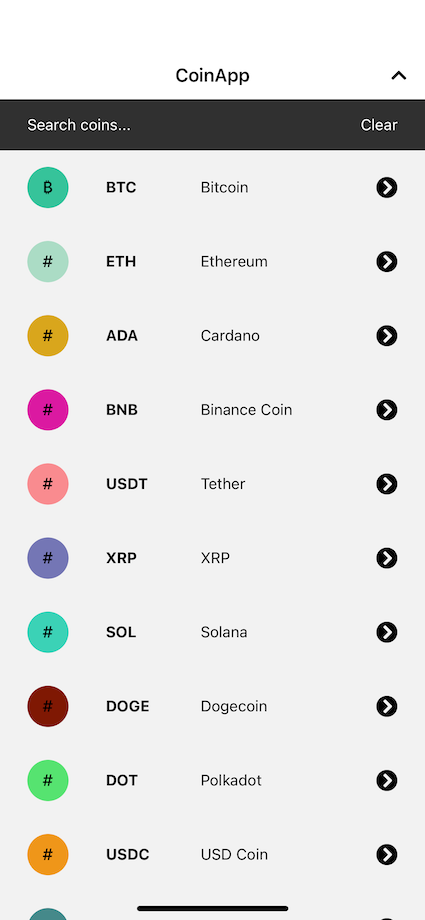 CoinApp
Search coins... Clear
₿ BTC Bitcoin
# ETH Ethereum
# ADA Cardano
# BNB Binance Coin
# USDT Tether
# XRP XRP
# SOL Solana
# DOGE Dogecoin
# DOT Polkadot
# USDC USD Coin